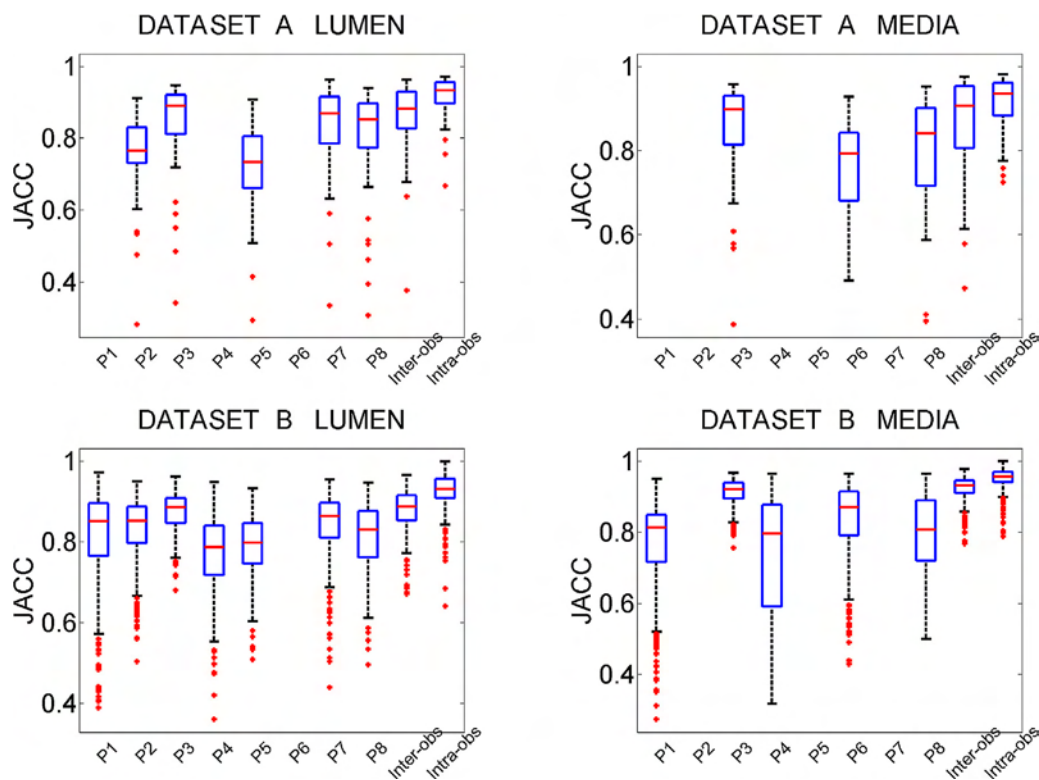 DATASET A LUMEN
1
0.8
0.6
0.4
JACC
P1 P2 P3 P4 P5 P6 P7 P8 Inter-obs Intra-obs
DATASET A MEDIA
1
0.8
0.6
0.4
JACC
P1 P2 P3 P4 P5 P6 P7 P8 Inter-obs Intra-obs
DATASET B LUMEN
1
0.8
0.6
0.4
JACC
P1 P2 P3 P4 P5 P6 P7 P8 Inter-obs Intra-obs
DATASET B MEDIA
1
0.8
0.6
0.4
JACC
P1 P2 P3 P4 P5 P6 P7 P8 Inter-obs Intra-obs